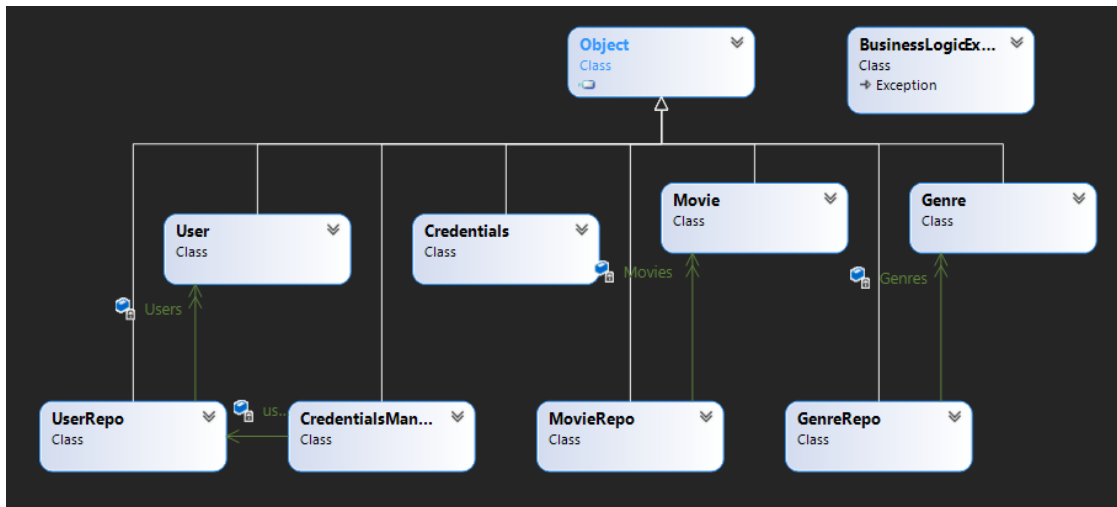 Object
Class
BusinessLogicEx...
Class
Exception
Movie
Class
Genre
Class
User
Class
Credentials
Class
Movies
Genres
Users
UserRepo
Class
us...
CredentialsMan...
Class
MovieRepo
Class
GenreRepo
Class